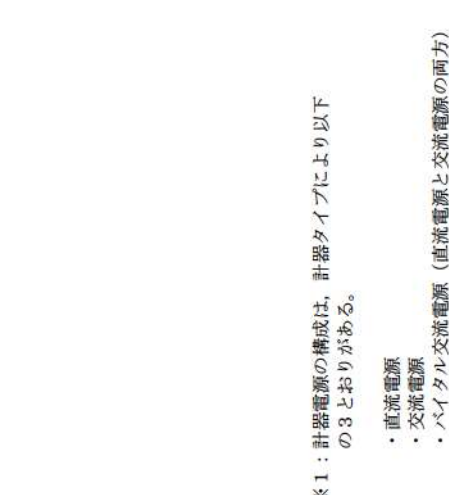 ※1:計器電源の構成は,計器タイプにより以下
の3とおりがある。
・直流電源
・交流電源
・バイタル交流電源(直流電源と交流電源の両方)